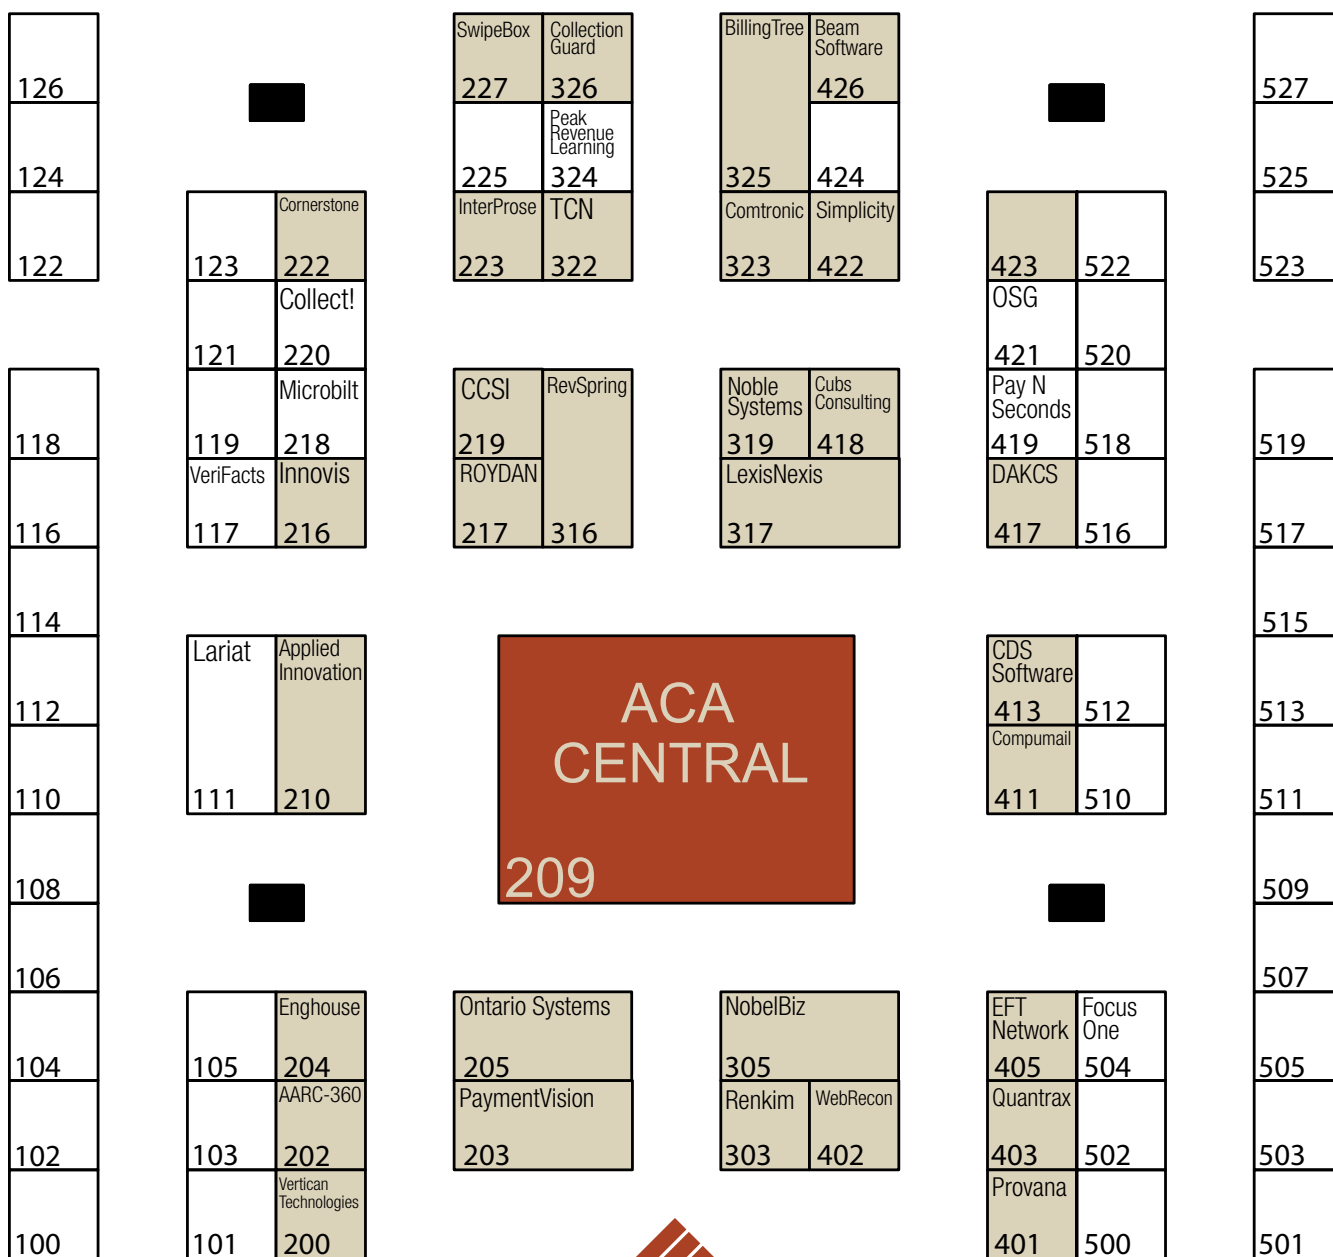 SwipeBox
227
Collection
Guard
326
BillingTree
325
Beam
Software
426
126
527
225
Peak
Revenue
Learning
324
424
124
525
InterProse
223
TCN
322
Comtronic
323
Simplicity
422
122
123
Cornerstone
222
423
522
523
121
Collect!
220
OSG
421
520
118
119
Microbilt
218
CCSI
219
RevSpring
316
Noble
Systems
319
Cubs
Consulting
418
Pay N
Seconds
419
518
519
116
VeriFacts
117
Innovis
216
ROYDAN
217
LexisNexis
317
DAKCS
417
516
517
114
515
112
Lariat
111
Applied
Innovation
210
ACA
CENTRAL
209
CDS
Software
413
512
513
110
Compumail
411
510
511
108
509
106
507
104
105
Enghouse
204
Ontario Systems
205
NobelBiz
305
EFT
Network
405
Focus
One
504
505
102
103
AARC-360
202
PaymentVision
203
Renkim
303
WebRecon
402
Quantrax
403
502
503
100
101
Vertican
Technologies
200
Provana
401
500
501